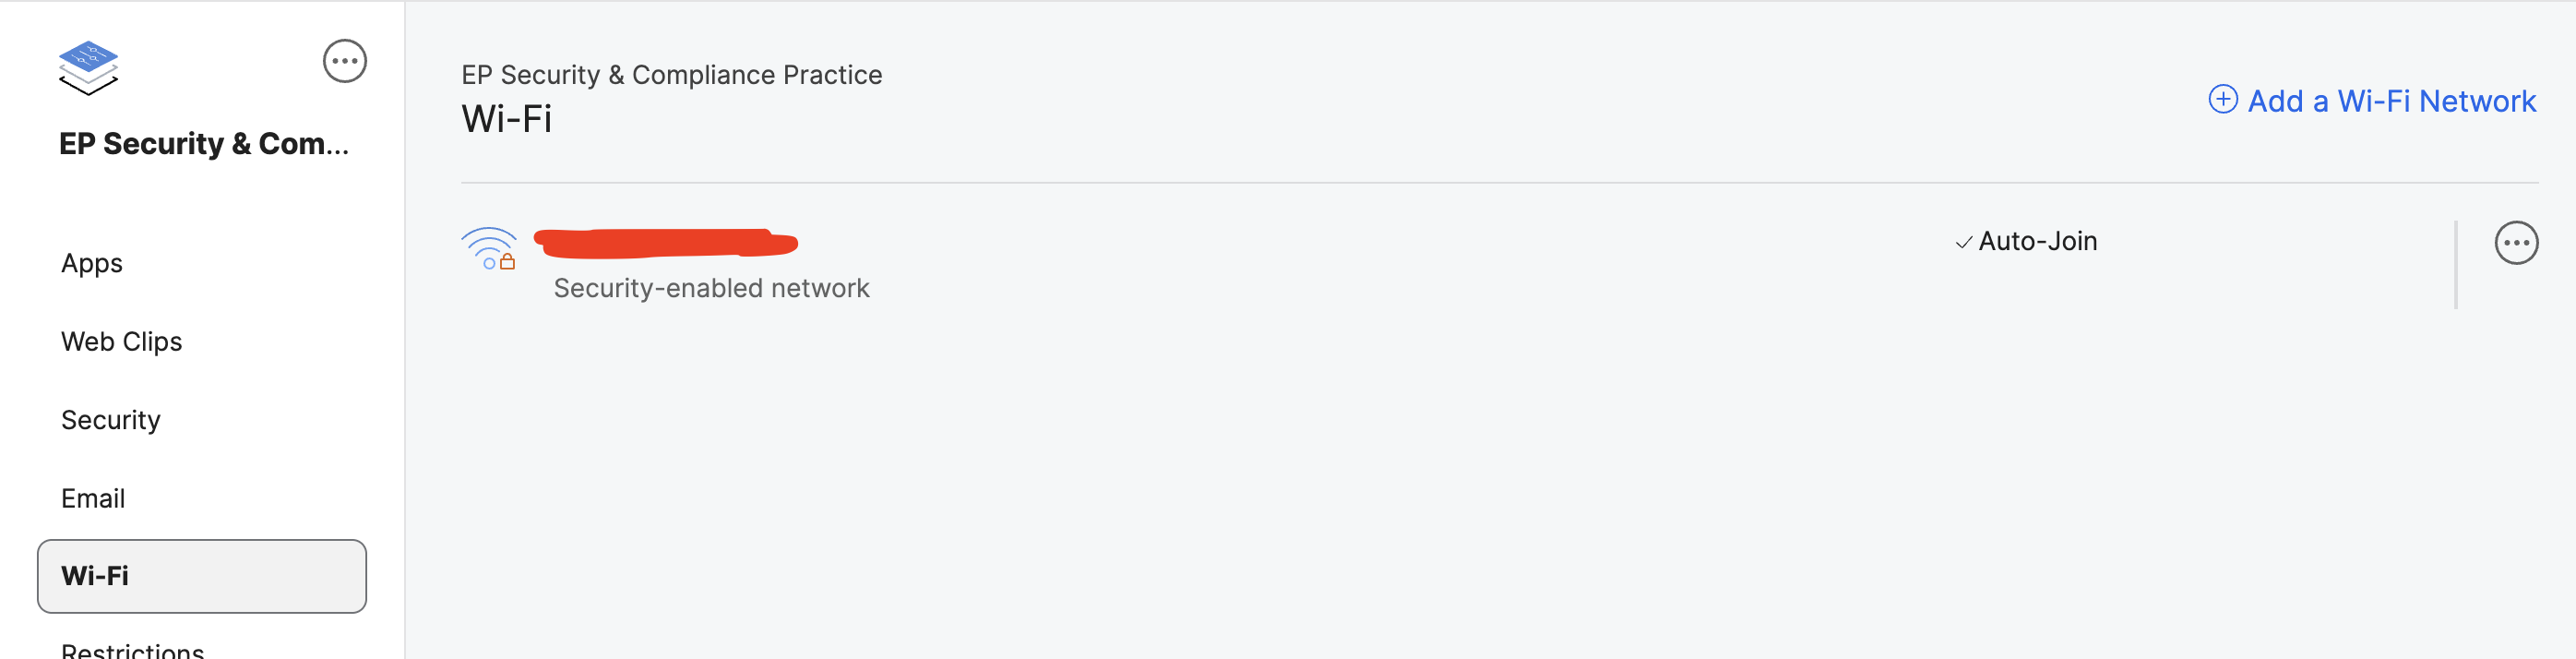 EP Security & Com...
Apps
Web Clips
Security
Email
Wi-Fi
Restrictions
EP Security & Compliance Practice
Wi-Fi
Add a Wi-Fi Network
Security-enabled network
Auto-Join